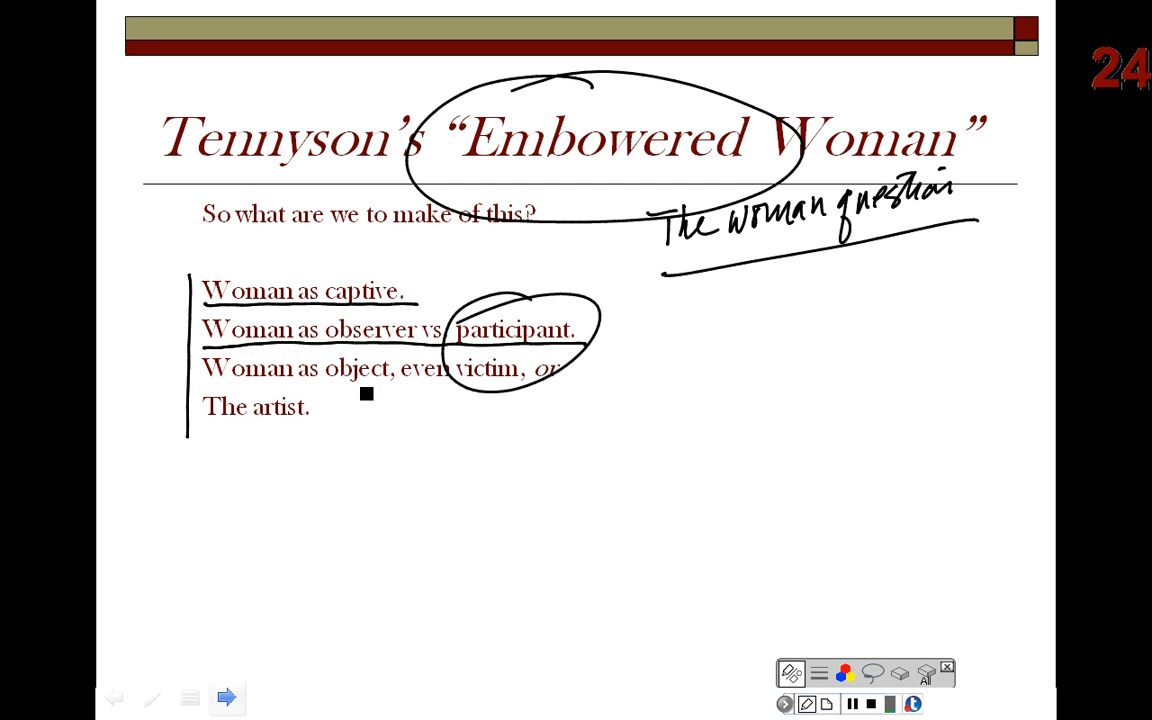 24
Tennyson's “Embowered Woman”
So what are we to make of this?
The woman question
Woman as captive.
Woman as observer vs. participant.
Woman as object, even victim, or
The artist.
All